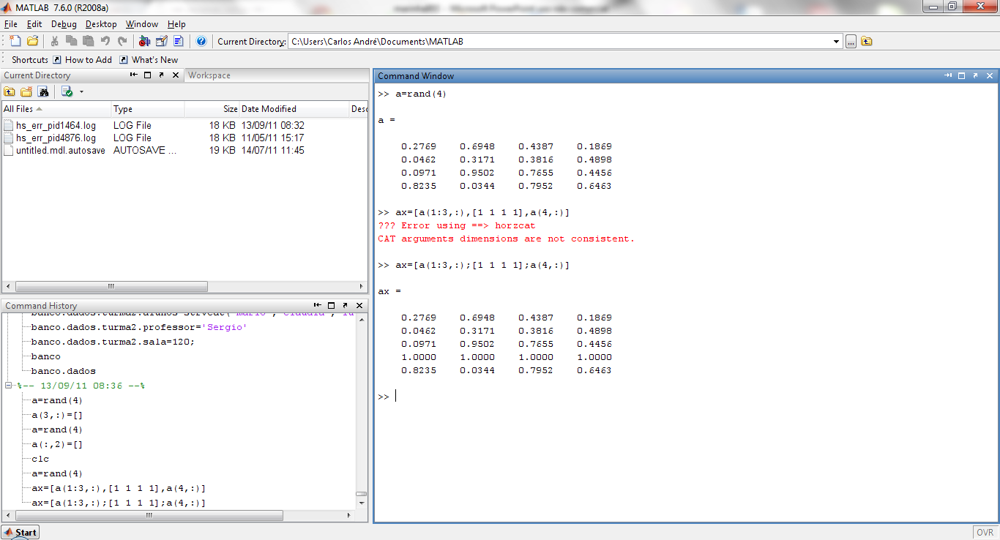 MATLAB 7.6.0 (R2008a)
File Edit Debug Desktop Window Help
Current Directory: C:\Users\Carlos André\Documents\MATLAB ...
Shortcuts How to Add What's New
Current Directory Workspace
All Files Type Size Date Modified Desc
hs_err_pid1464.log LOG File 18 KB 13/09/11 08:32
hs_err_pid4876.log LOG File 18 KB 11/05/11 15:17
untitled.mdl.autosave AUTOSAVE ... 19 KB 14/07/11 11:45
Command History
banco.dados.turma2.professor='Sergio'
banco.dados.turma2.sala=120;
banco
banco.dados
%-- 13/09/11 08:36 --%
a=rand(4)
a(3,:)=[]
a=rand(4)
a(:,2)=[]
clc
a=rand(4)
ax=[a(1:3,:),[1 1 1 1],a(4,:)]
ax=[a(1:3,:);[1 1 1 1];a(4,:)]
Command Window
>> a=rand(4)
a =
0.2769 0.6948 0.4387 0.1869
0.0462 0.3171 0.3816 0.4898
0.0971 0.9502 0.7655 0.4456
0.8235 0.0344 0.7952 0.6463
>> ax=[a(1:3,:),[1 1 1 1],a(4,:)]
??? Error using ==> horzcat
CAT arguments dimensions are not consistent.
>> ax=[a(1:3,:);[1 1 1 1];a(4,:)]
ax =
0.2769 0.6948 0.4387 0.1869
0.0462 0.3171 0.3816 0.4898
0.0971 0.9502 0.7655 0.4456
1.0000 1.0000 1.0000 1.0000
0.8235 0.0344 0.7952 0.6463
>>
Start
OVR